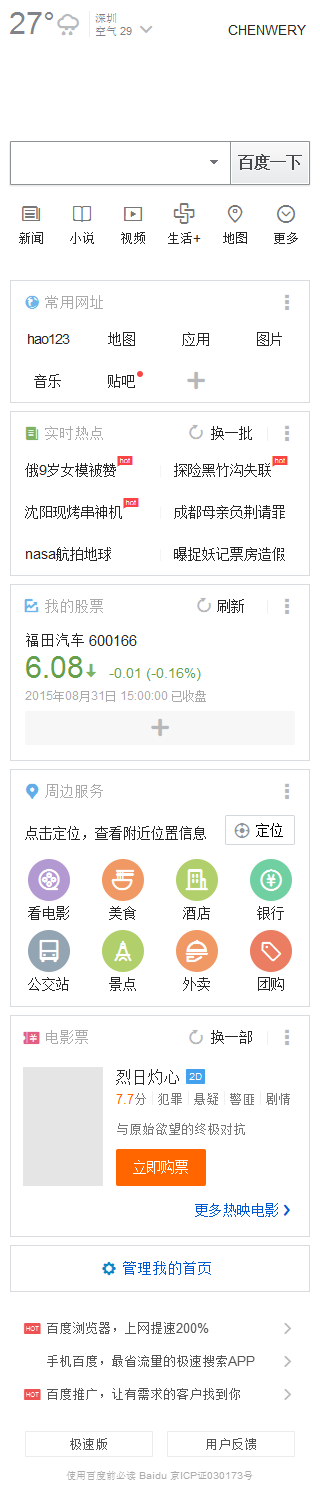 27°
深圳
空气 29
CHENWERY
百度一下
新闻 小说 视频 生活+ 地图 更多
常用网址
hao123 地图 应用 图片
音乐 贴吧
实时热点 换一批
俄9岁女模被赞 hot 探险黑竹沟失联 hot
沈阳现烤串神机 hot 成都母亲负荆请罪
nasa航拍地球 曝捉妖记票房造假
我的股票 刷新
福田汽车 600166
6.08 -0.01 (-0.16%)
2015年08月31日 15:00:00 已收盘
周边服务
点击定位，查看附近位置信息 定位
看电影 美食 酒店 银行
公交站 景点 外卖 团购
电影票 换一部
烈日灼心 2D
7.7分 犯罪 悬疑 警匪 剧情
与原始欲望的终极对抗
立即购票
更多热映电影
管理我的首页
HOT 百度浏览器，上网提速200%
手机百度，最省流量的极速搜索APP
HOT 百度推广，让有需求的客户找到你
极速版 用户反馈
使用百度前必读 Baidu 京ICP证030173号